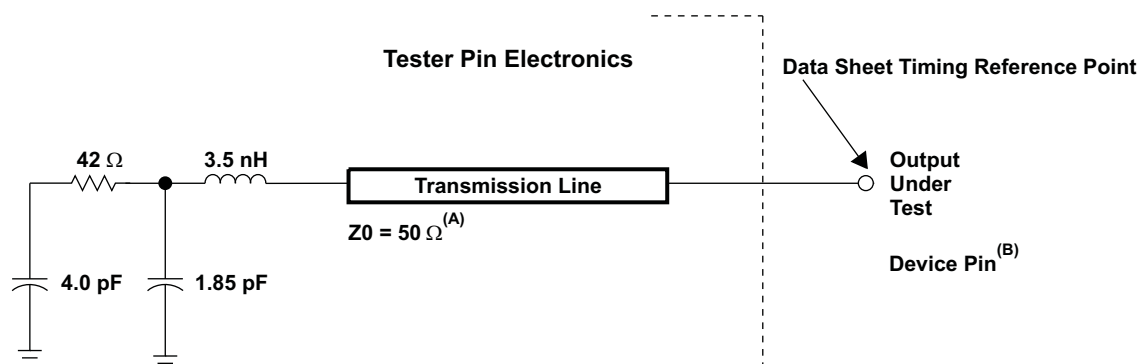 Tester Pin Electronics
Data Sheet Timing Reference Point
42 Ω
3.5 nH
Transmission Line
Output
Under
Test
Z0 = 50 Ω(A)
Device Pin(B)
4.0 pF
1.85 pF